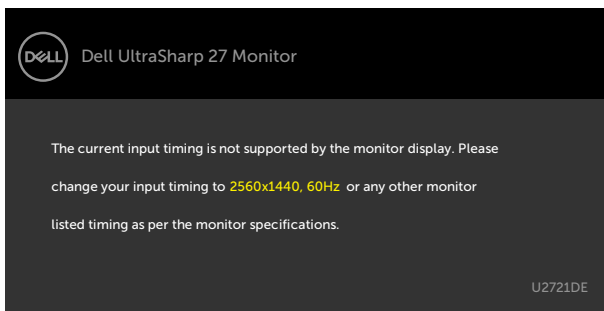 DELL
Dell UltraSharp 27 Monitor
The current input timing is not supported by the monitor display. Please
change your input timing to 2560x1440, 60Hz or any other monitor
listed timing as per the monitor specifications.
U2721DE